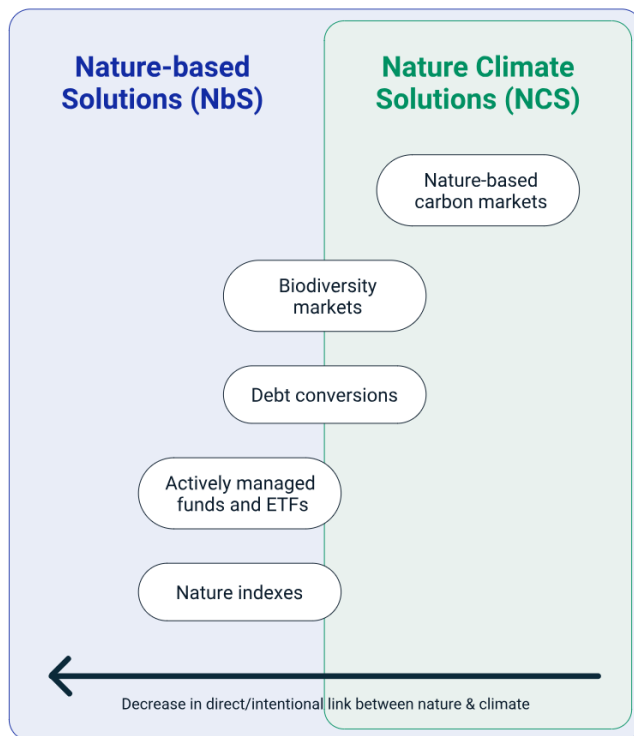 Nature-based
Solutions (NbS)
Nature Climate
Solutions (NCS)
Nature-based
carbon markets
Biodiversity
markets
Debt conversions
Actively managed
funds and ETFs
Nature indexes
Decrease in direct/intentional link between nature & climate